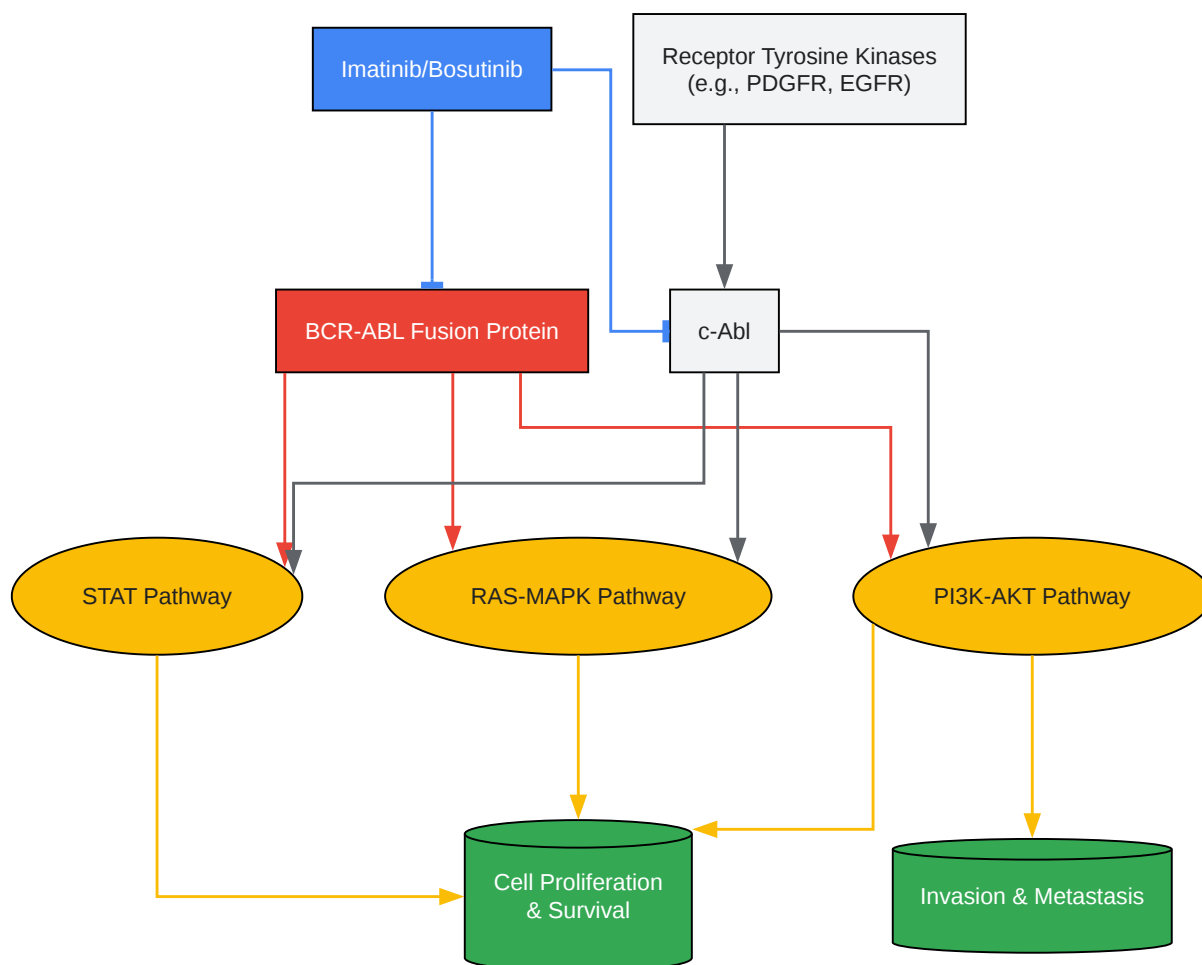 Imatinib/Bosutinib
Receptor Tyrosine Kinases
(e.g., PDGFR, EGFR)
BCR-ABL Fusion Protein
c-Abl
STAT Pathway
RAS-MAPK Pathway
PI3K-AKT Pathway
Cell Proliferation
& Survival
Invasion & Metastasis